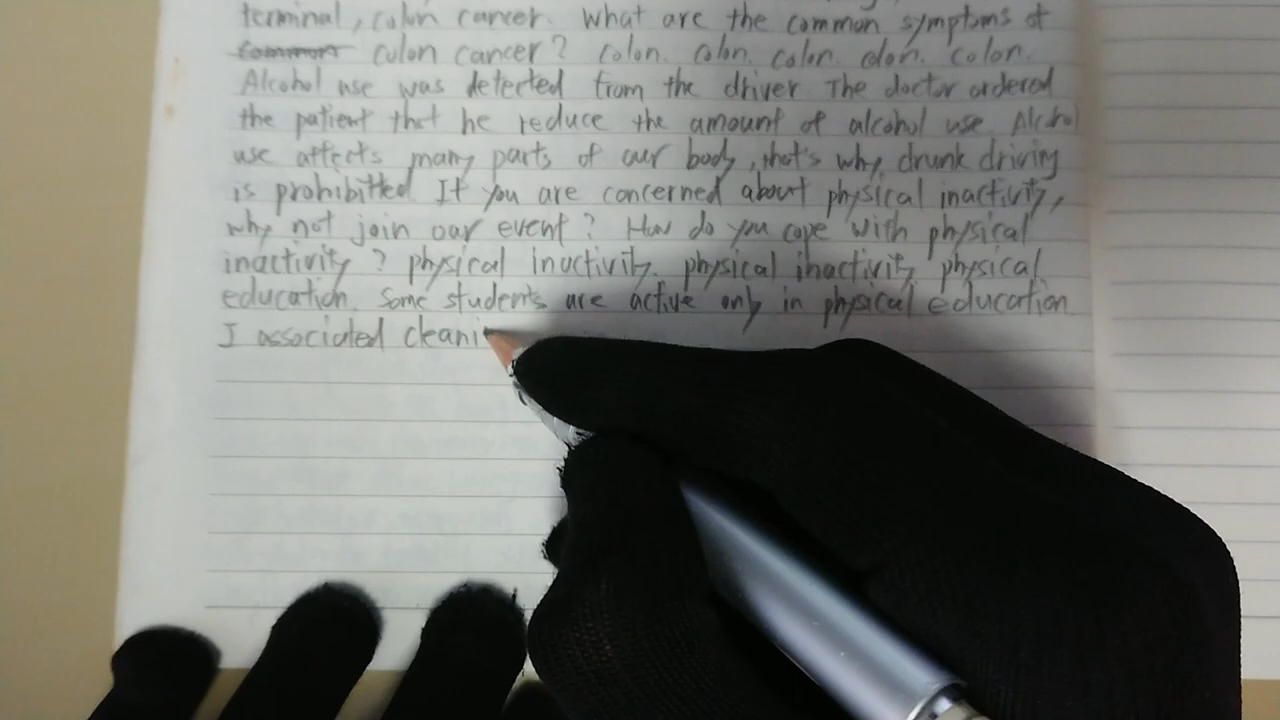 terminal, colon cancer. What are the common symptoms of
common colon cancer? colon. colon. colon. colon. colon.
Alcohol use was detected from the driver. The doctor ordered
the patient that he reduce the amount of alcohol use. Alcohol
use affects many parts of our body, that's why drunk driving
is prohibitted. If you are concerned about physical inactivity,
why not join our event? How do you cope with physical
inactivity? physical inactivity. physical inactivity. physical
education. Some students are active only in physical education.
I associated cleani